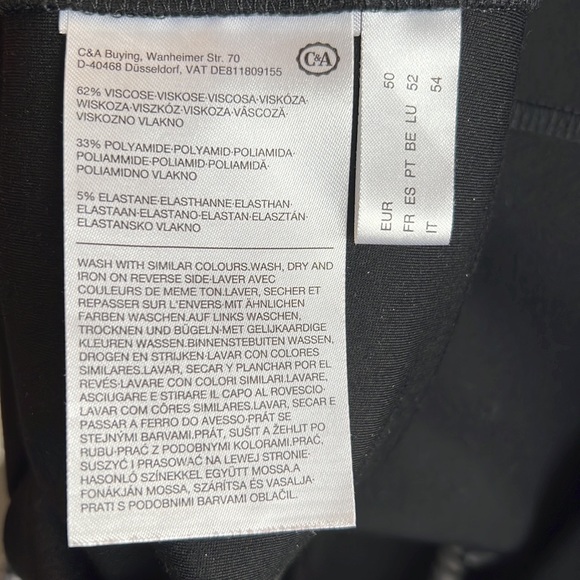 C&A Buying, Wanheimer Str. 70
D-40468 Düsseldorf, VAT DE811809155
C&A
62% VISCOSE·VISKOSE·VISCOSA·VISKÓZA·
WISKOZA·VISZKÓZ·VISKOZA·VÂSCOZĂ·
VISKOZNO VLAKNO
33% POLYAMIDE·POLYAMID·POLIAMIDA·
POLIAMMIDE·POLIAMID·POLIAMIDĂ·
POLIAMIDNO VLAKNO
5% ELASTANE·ELASTHANNE·ELASTHAN·
ELASTAAN·ELASTANO·ELASTAN·ELASZTÁN·
ELASTANSKO VLAKNO
WASH WITH SIMILAR COLOURS.WASH, DRY AND
IRON ON REVERSE SIDE·LAVER AVEC
COULEURS DE MEME TON.LAVER, SECHER ET
REPASSER SUR L'ENVERS·MIT ÄHNLICHEN
FARBEN WASCHEN.AUF LINKS WASCHEN,
TROCKNEN UND BÜGELN·MET GELIJKAARDIGE
KLEUREN WASSEN.BINNENSTEBUITEN WASSEN,
DROGEN EN STRIJKEN·LAVAR CON COLORES
SIMILARES.LAVAR, SECAR Y PLANCHAR POR EL
REVÉS·LAVARE CON COLORI SIMILARI.LAVARE,
ASCIUGARE E STIRARE IL CAPO AL ROVESCIO·
LAVAR COM CÔRES SIMILARES.LAVAR, SECAR E
PASSAR A FERRO DO AVESSO·PRÁT SE
STEJNÝMI BARVAMI.PRÁT, SUŠIT A ŽEHLIT PO
RUBU·PRAĆ Z PODOBNYMI KOLORAMI.PRAĆ,
SUSZYĆ I PRASOWAĆ NA LEWEJ STRONIE·
HASONLÓ SZÍNEKKEL EGYÜTT MOSSA.A
FONÁKJÁN MOSSA, SZÁRÍTSA ÉS VASALJA·
PRATI S PODOBNIMI BARVAMI OBLAČIL.
EUR 50
FR ES PT BE LU 52
IT 54